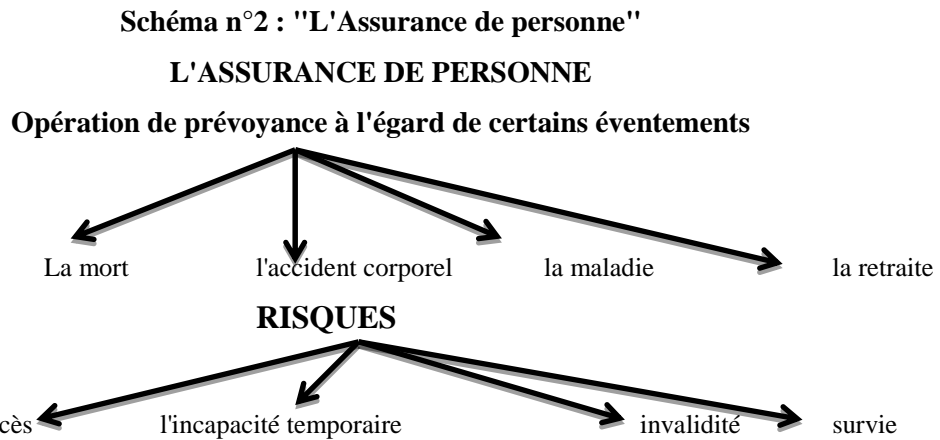 Schéma n°2 : "L'Assurance de personne"
L'ASSURANCE DE PERSONNE
Opération de prévoyance à l'égard de certains éventements
La mort l'accident corporel la maladie la retraite
RISQUES
cès l'incapacité temporaire invalidité survie